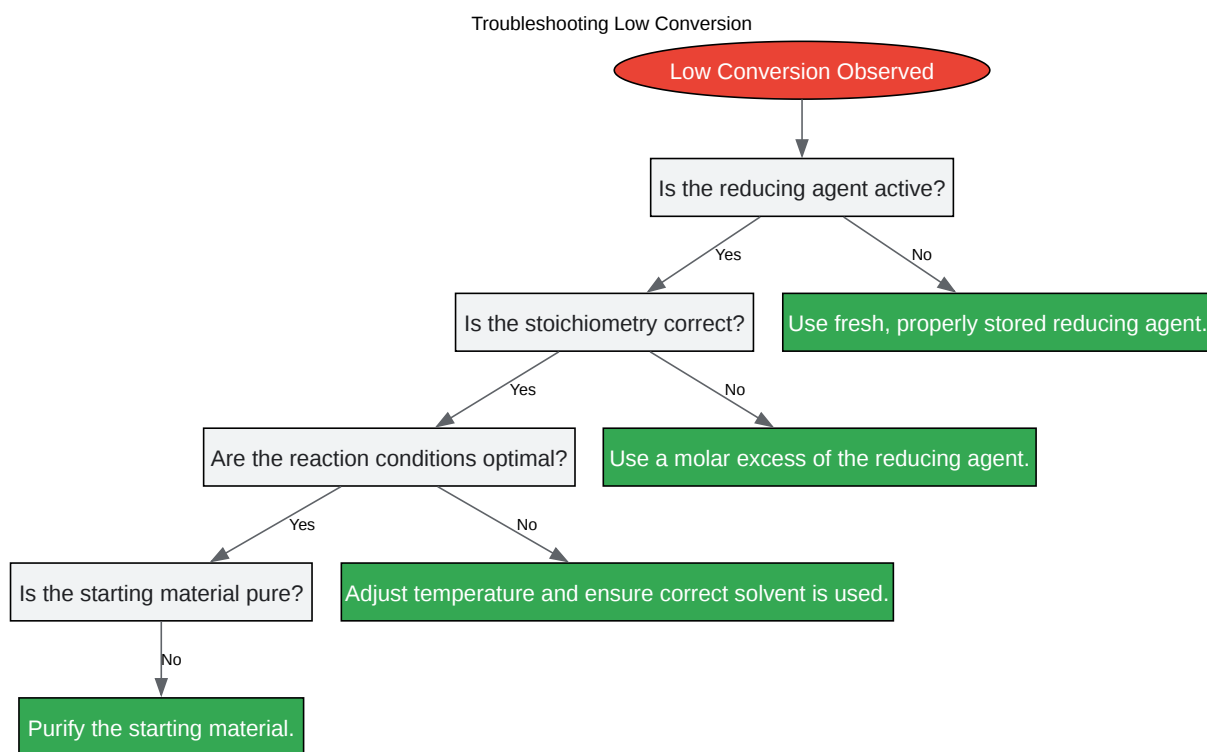 Troubleshooting Low Conversion
Low Conversion Observed
Is the reducing agent active?
Yes
No
Is the stoichiometry correct?
Use fresh, properly stored reducing agent.
Yes
No
Are the reaction conditions optimal?
Use a molar excess of the reducing agent.
Yes
No
Is the starting material pure?
Adjust temperature and ensure correct solvent is used.
No
Purify the starting material.